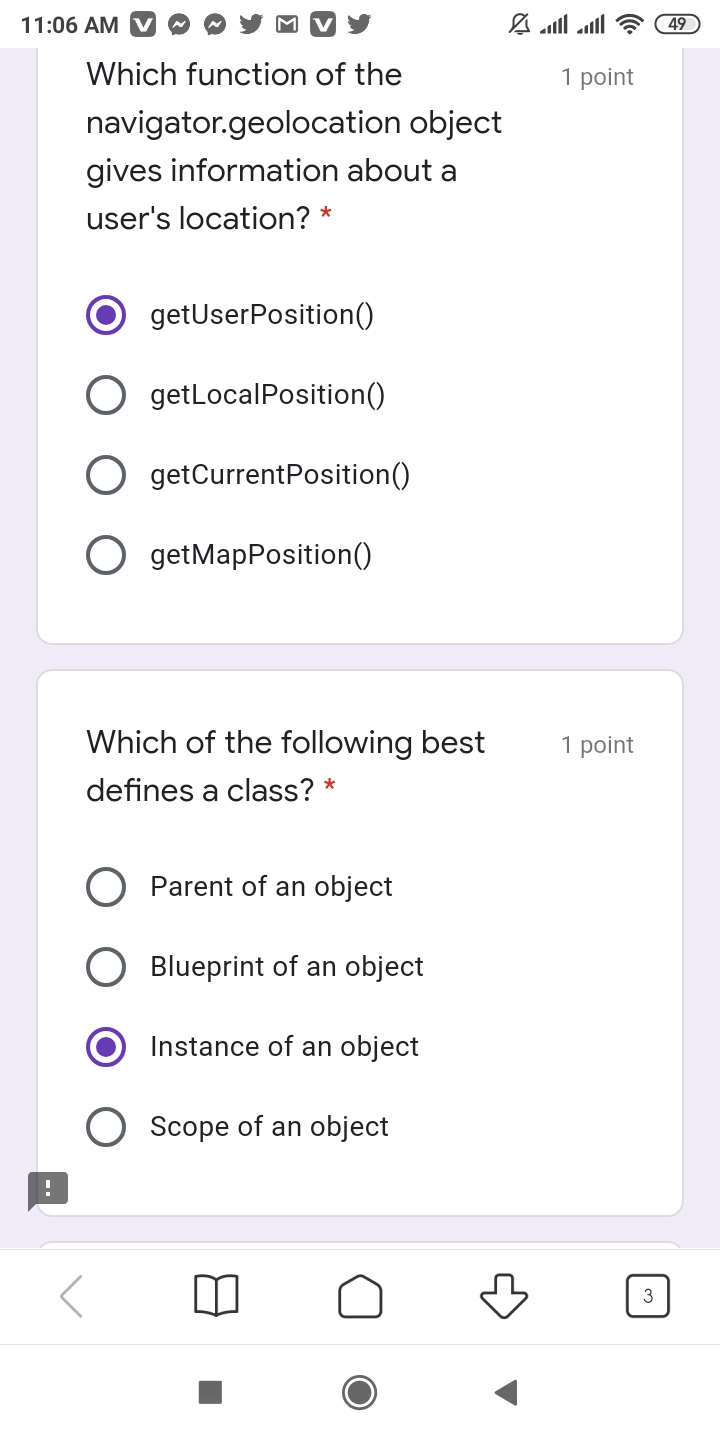 11:06 AM
49
Which function of the
1 point
navigator.geolocation object
gives information about a
user's location? *
getUserPosition()
getLocalPosition()
getCurrentPosition()
getMapPosition()
Which of the following best
1 point
defines a class? *
Parent of an object
Blueprint of an object
Instance of an object
Scope of an object
3